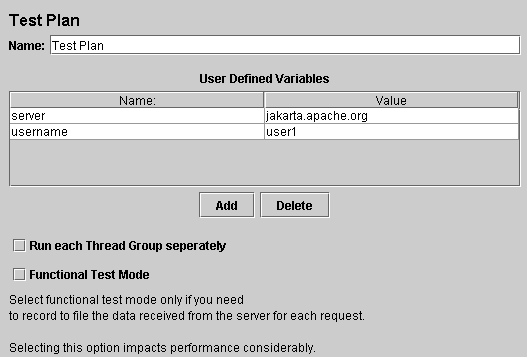 Test Plan
Name: Test Plan
User Defined Variables
Name: Value
server jakarta.apache.org
username user1
Add Delete
Run each Thread Group seperately
Functional Test Mode
Select functional test mode only if you need
to record to file the data received from the server for each request.
Selecting this option impacts performance considerably.